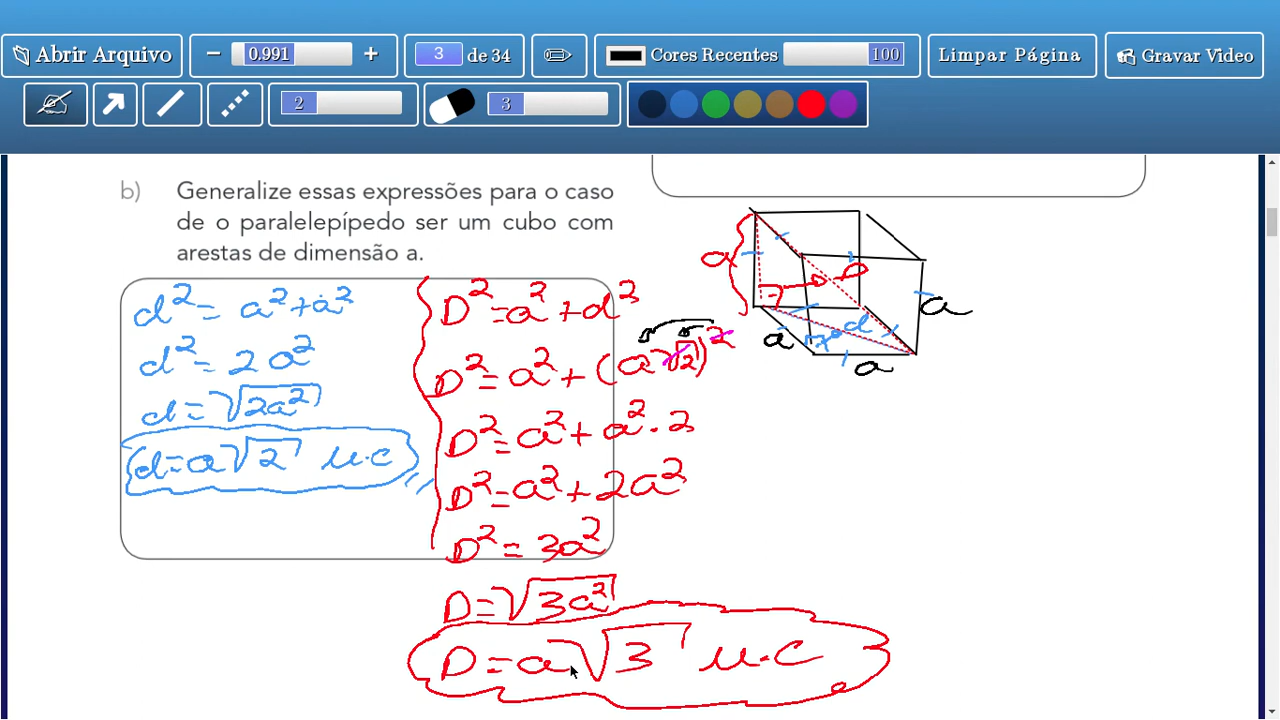 Abrir Arquivo
− 0.991 +
3 de 34
Cores Recentes 100
Limpar Página
Gravar Video
2
3
b) Generalize essas expressões para o caso
de o paralelepípedo ser um cubo com
arestas de dimensão a.
d² = a² + a²
d² = 2a²
d = √2a²
d = a√2 u.c
D² = a² + d²
D² = a² + (a√2)²
D² = a² + a² · 2
D² = a² + 2a²
D² = 3a²
D = √3a²
D = a√3 u.c
a
D
a
a
d
a